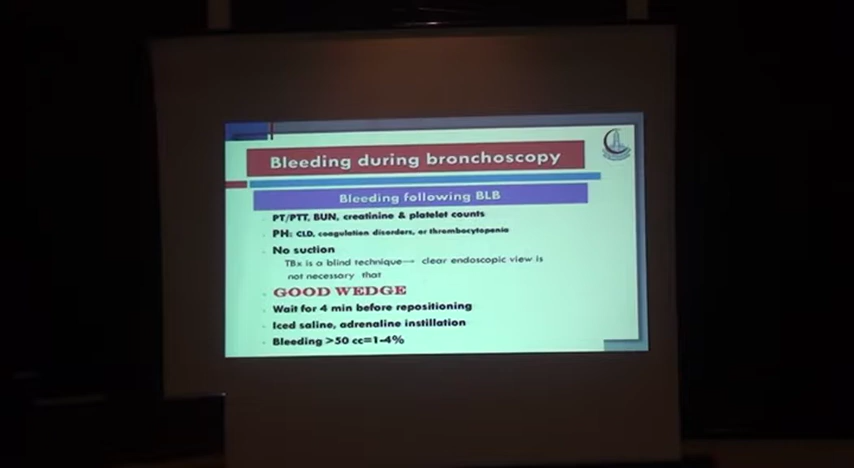 Bleeding during bronchoscopy
Bleeding following BLB
PT/PTT, BUN, creatinine & platelet counts
PH: CLD, coagulation disorders, or thrombocytopenia
No suction
TBx is a blind technique→ clear endoscopic view is
not necessary that
GOOD WEDGE
Wait for 4 min before repositioning
Iced saline, adrenaline instillation
Bleeding >50 cc=1-4%